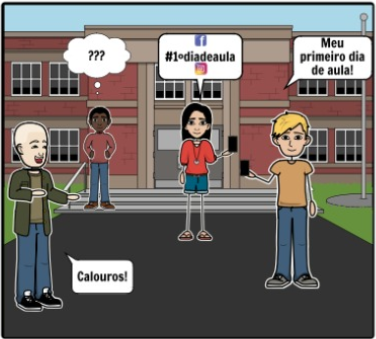 ???
#1ºdiadeaula
Meu
primeiro dia
de aula!
Calouros!